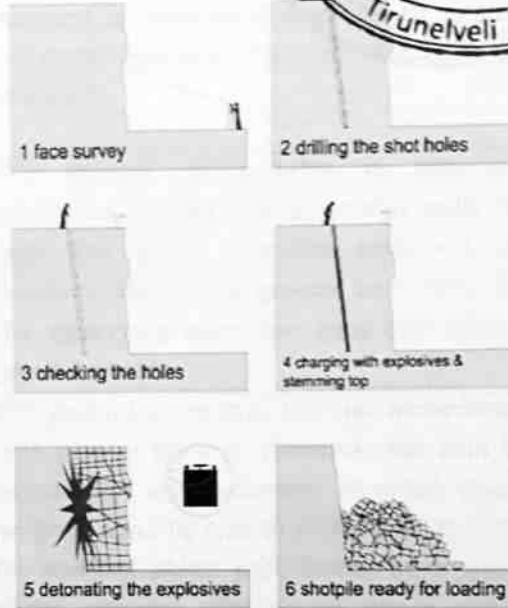 Tirunelveli
1 face survey
2 drilling the shot holes
3 checking the holes
4 charging with explosives &
stemming top
5 detonating the explosives
6 shotpile ready for loading